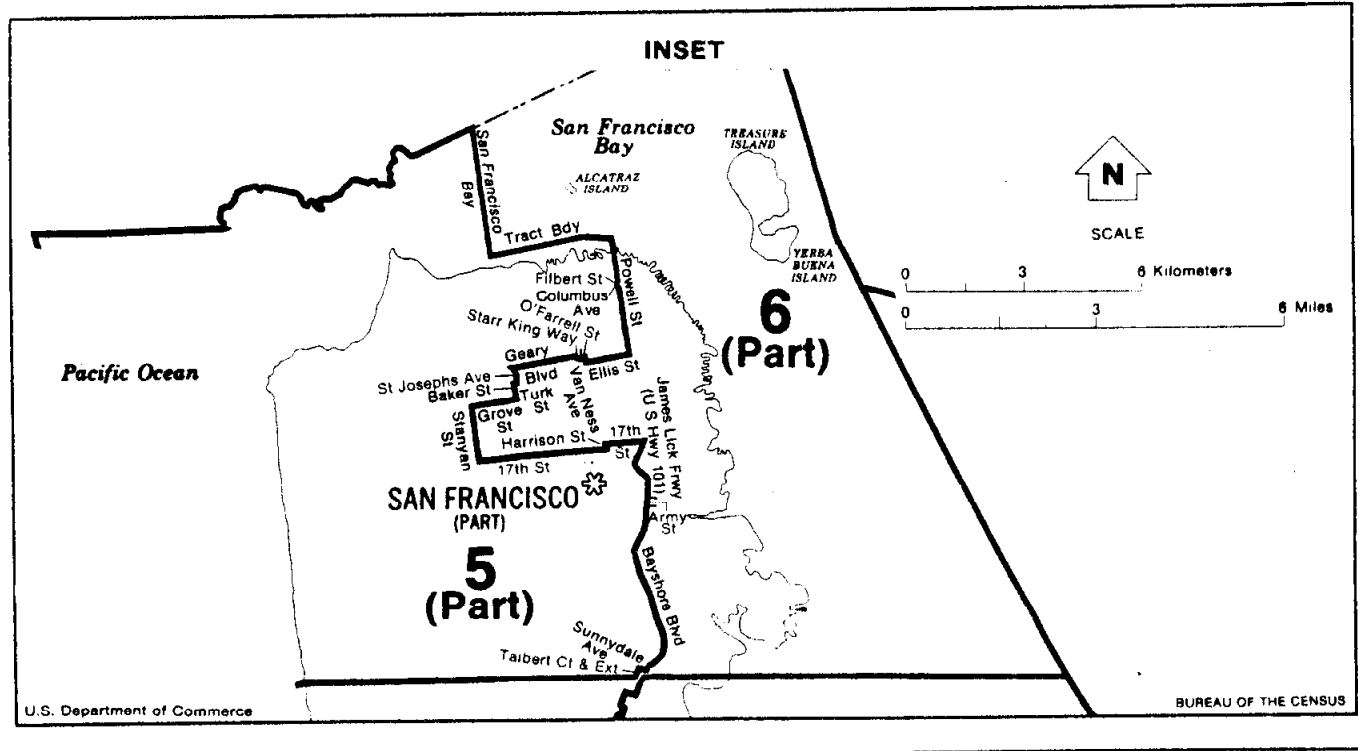 INSET
San Francisco
Bay
TREASURE
ISLAND
San Francisco
Bay
ALCATRAZ
ISLAND
N
SCALE
0 3 6 Kilometers
0 3 6 Miles
Tract Bdy
YERBA
BUENA
ISLAND
Filbert St
Columbus
Ave
Powell St
O'Farrell St
Starr King Way
6
(Part)
Pacific Ocean
Geary
Blvd
Ellis St
St Josephs Ave
Baker St
Turk
St
Van Ness
Ave
James Lick Frwy
(U S Hwy 101)
Grove
St
Stanyan
St
Harrison St
17th
St
17th St
SAN FRANCISCO
(PART)
Army
St
5
(Part)
Bayshore Blvd
Sunnydale
Ave
Talbert Ct & Ext
U.S. Department of Commerce
BUREAU OF THE CENSUS